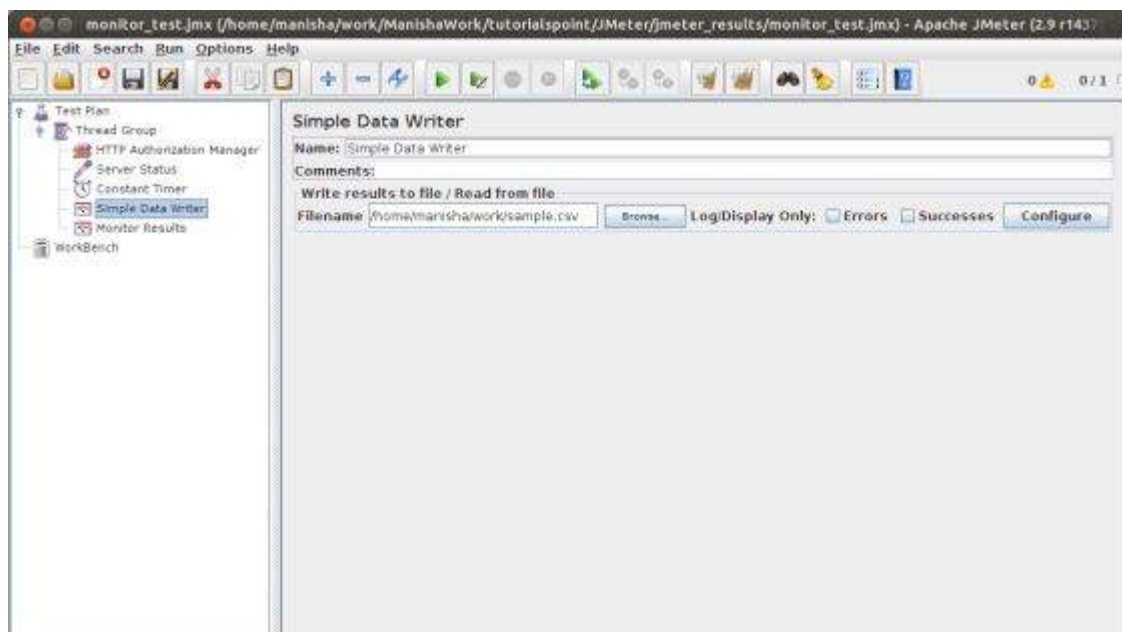 monitor_test.jmx (/home/manisha/work/ManishaWork/tutorialspoint/JMeter/jmeter_results/monitor_test.jmx) - Apache JMeter (2.9 r1437
File Edit Search Run Options Help
0 0/1
Test Plan
Thread Group
HTTP Authorization Manager
Server Status
Constant Timer
Simple Data Writer
Monitor Results
WorkBench
Simple Data Writer
Name: Simple Data Writer
Comments:
Write results to file / Read from file
Filename /home/manisha/work/sample.csv Browse... Log/Display Only: Errors Successes Configure